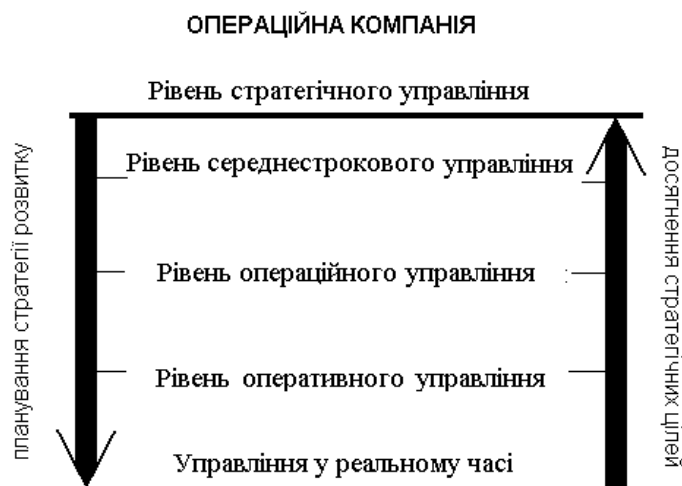 ОПЕРАЦІЙНА КОМПАНІЯ
Рівень стратегічного управління
Рівень середнестрокового управління
Рівень операційного управління
Рівень оперативного управління
Управління у реальному часі
планування стратегії розвитку
досягнення стратегічних цілей